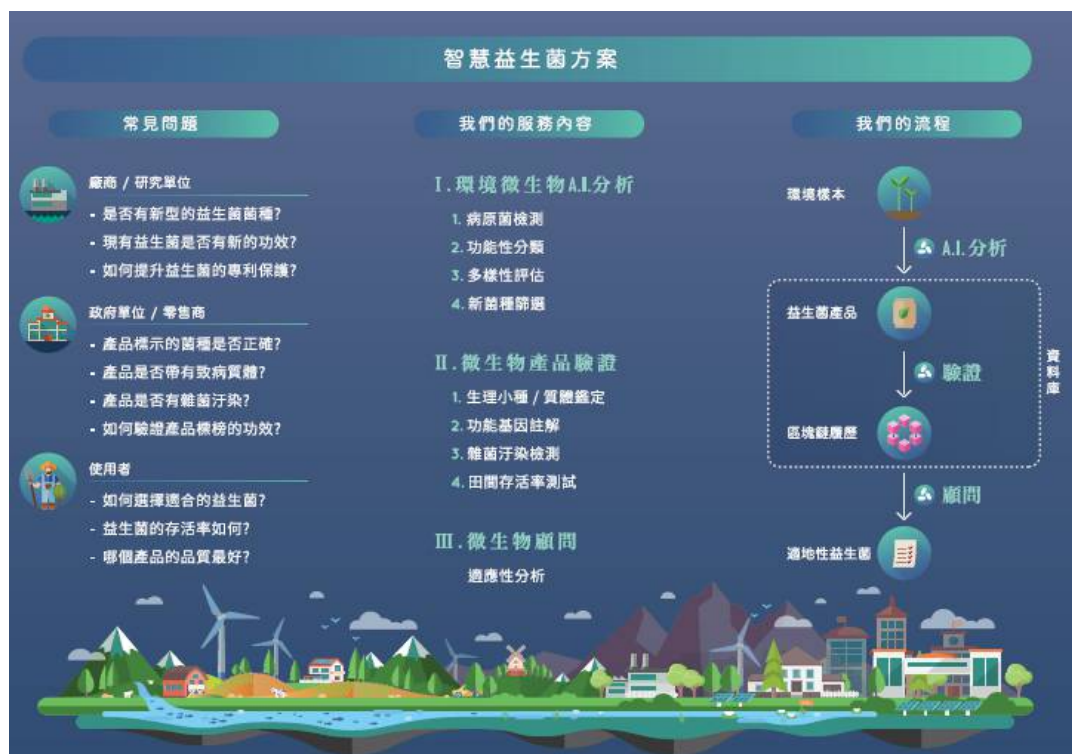 智慧益生菌方案
常見問題
廠商 / 研究單位
- 是否有新型的益生菌菌種?
- 現有益生菌是否有新的功效?
- 如何提升益生菌的專利保護?
政府單位 / 零售商
- 產品標示的菌種是否正確?
- 產品是否帶有致病質體?
- 產品是否有雜菌汙染?
- 如何驗證產品標榜的功效?
使用者
- 如何選擇適合的益生菌?
- 益生菌的存活率如何?
- 哪個產品的品質最好?
我們的服務內容
I.環境微生物A.I.分析
1. 病原菌檢測
2. 功能性分類
3. 多樣性評估
4. 新菌種篩選
II.微生物產品驗證
1. 生理小種 / 質體鑑定
2. 功能基因註解
3. 雜菌汙染檢測
4. 田間存活率測試
III.微生物顧問
適應性分析
我們的流程
環境樣本
A.I.分析
益生菌產品
驗證
區塊鏈履歷
資料庫
顧問
適地性益生菌